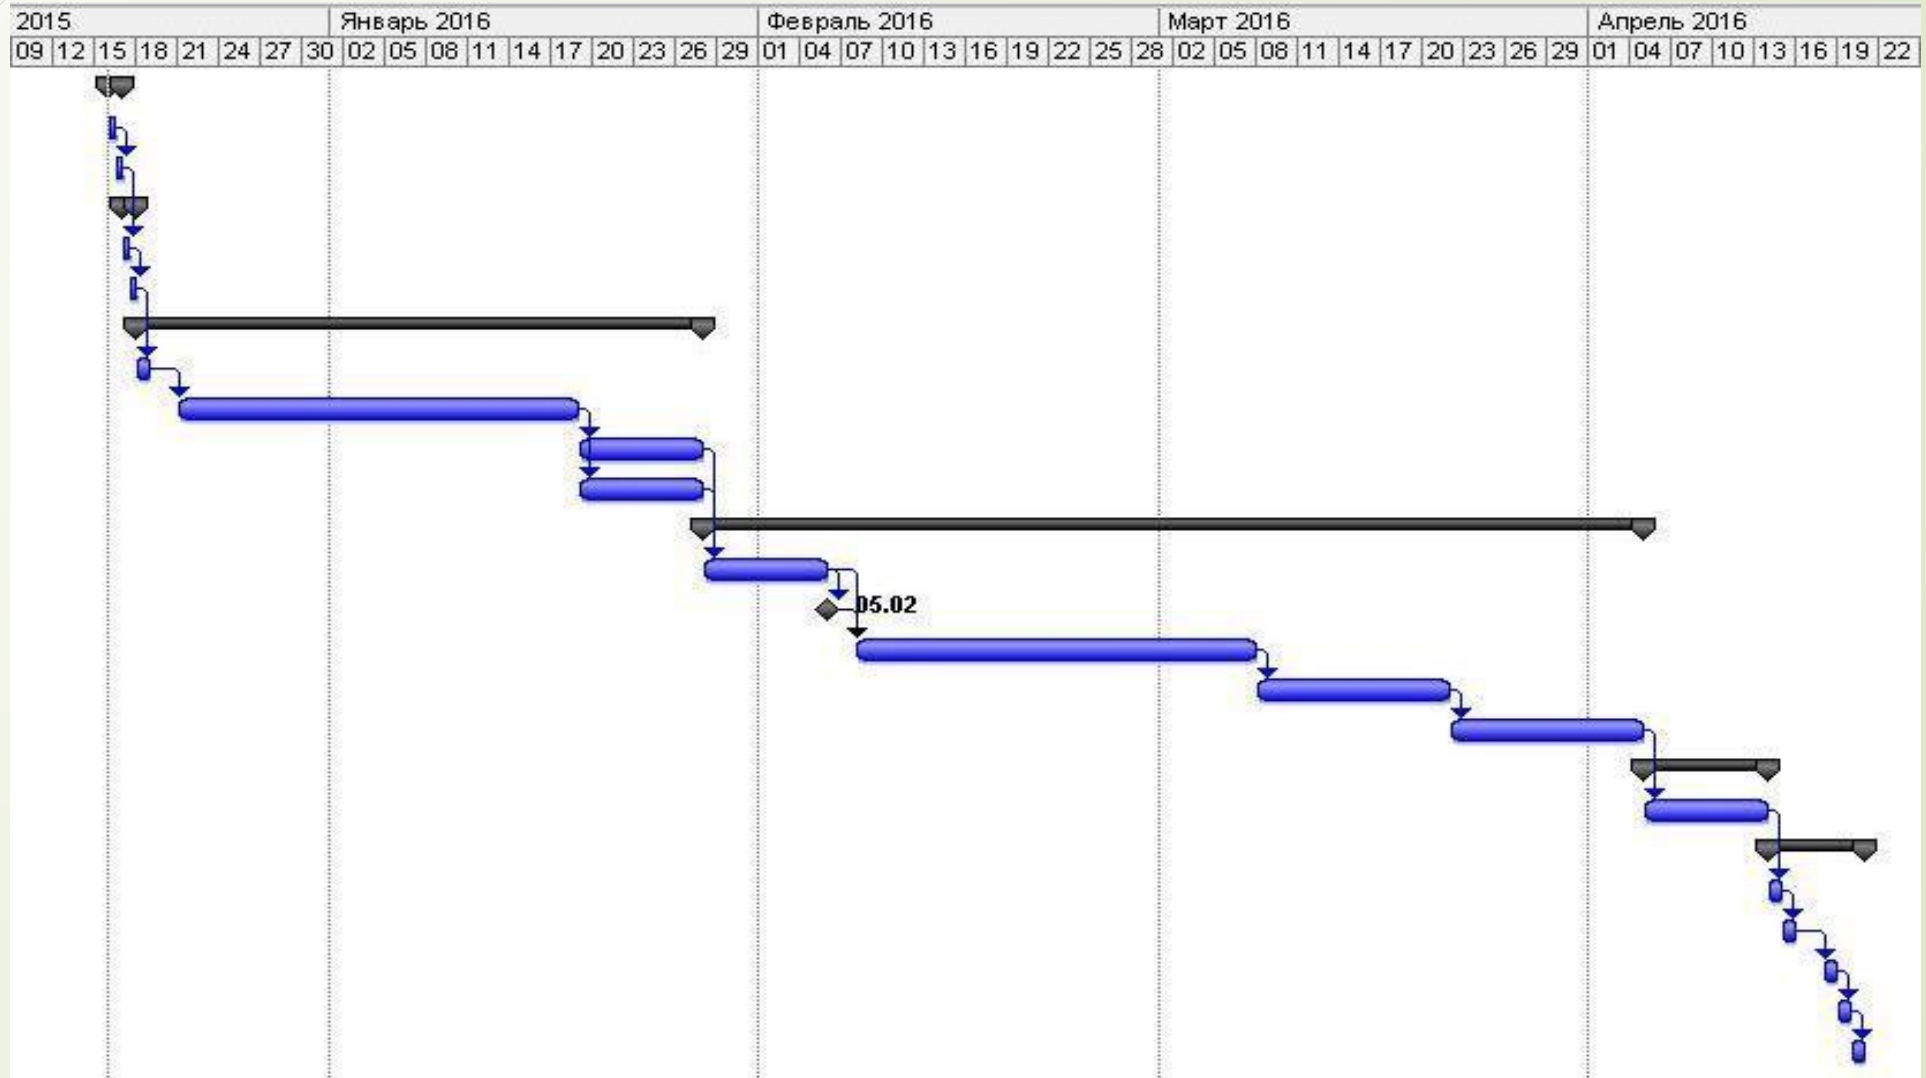 2015 Январь 2016 Февраль 2016 Март 2016 Апрель 2016
09 12 15 18 21 24 27 30 02 05 08 11 14 17 20 23 26 29 01 04 07 10 13 16 19 22 25 28 02 05 08 11 14 17 20 23 26 29 01 04 07 10 13 16 19 22
05.02